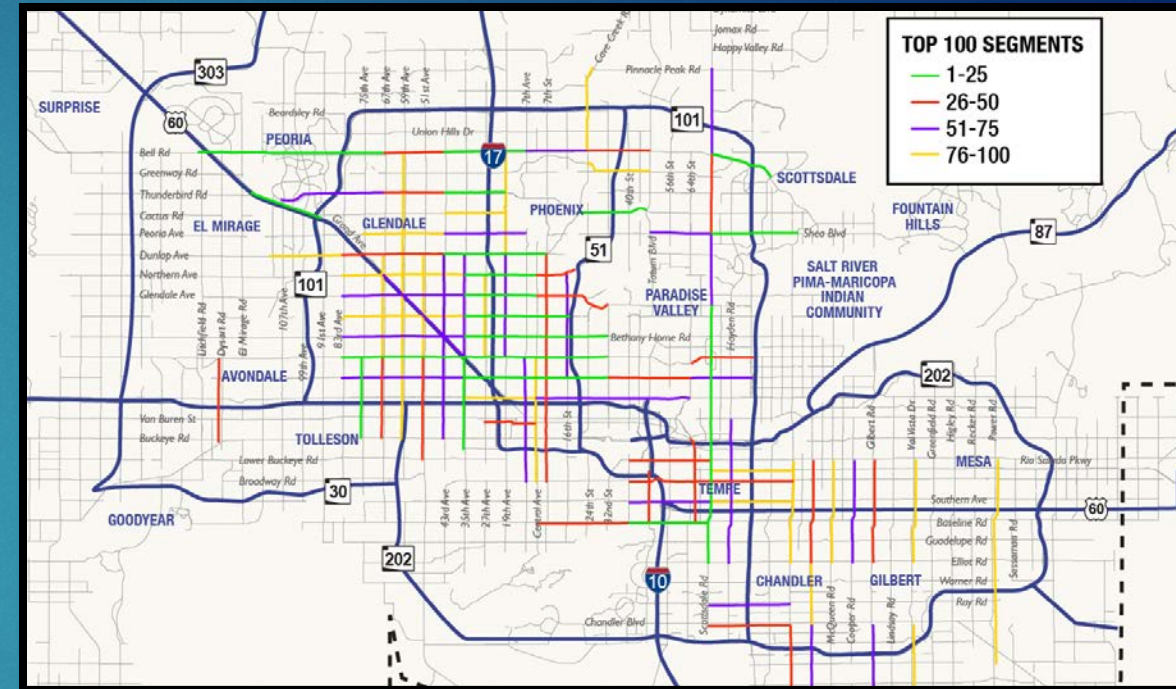 Cave Creek Rd
Jomax Rd
Happy Valley Rd
Pinnacle Peak Rd
TOP 100 SEGMENTS
1-25
26-50
51-75
76-100
303
SURPRISE
60
75th Ave
67th Ave
59th Ave
51st Ave
7th Ave
7th St
Beardsley Rd
101
PEORIA
Union Hills Dr
Bell Rd
17
Greenway Rd
56th St
64th St
SCOTTSDALE
Thunderbird Rd
40th St
Cactus Rd
PHOENIX
FOUNTAIN
HILLS
EL MIRAGE
Grand Ave
GLENDALE
Peoria Ave
Shea Blvd
87
Dunlap Ave
51
Tatum Blvd
Northern Ave
101
SALT RIVER
PIMA-MARICOPA
INDIAN
COMMUNITY
Glendale Ave
PARADISE
VALLEY
Litchfield Rd
Dysart Rd
El Mirage Rd
107th Ave
99th Ave
91st Ave
83rd Ave
Bethany Home Rd
Hayden Rd
AVONDALE
202
Van Buren St
16th St
Gilbert Rd
Val Vista Dr
Greenfield Rd
Higley Rd
Recker Rd
Power Rd
Buckeye Rd
TOLLESON
Lower Buckeye Rd
MESA
Rio Salado Pkwy
Broadway Rd
30
TEMPE
GOODYEAR
43rd Ave
35th Ave
27th Ave
19th Ave
Central Ave
24th St
32nd St
Southern Ave
60
Baseline Rd
Guadelupe Rd
Sossaman Rd
202
Elliot Rd
10
CHANDLER
GILBERT
Warner Rd
Scottsdale Rd
McQueen Rd
Cooper Rd
Lindsay Rd
Ray Rd
Chandler Blvd